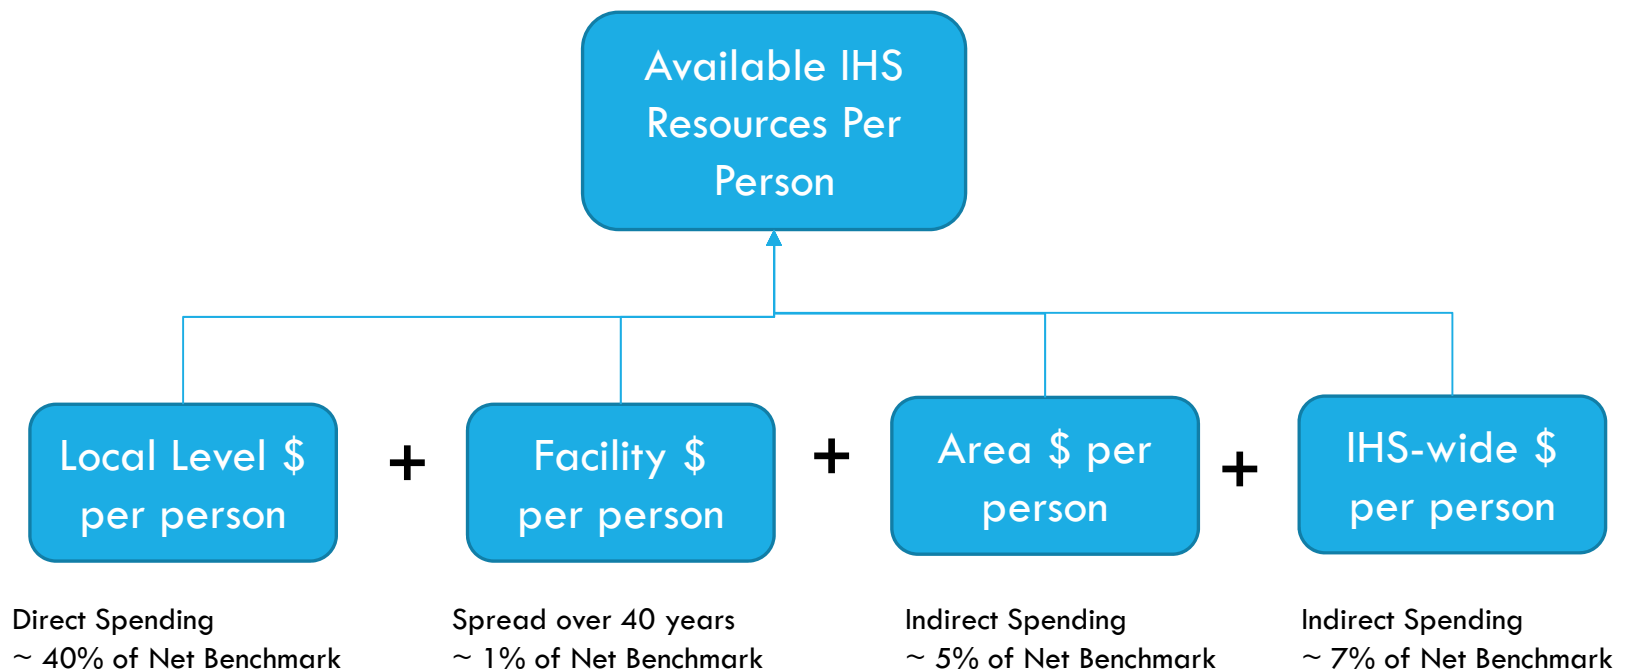 Available IHS
Resources Per
Person
Local Level $
per person
+
Facility $
per person
+
Area $ per
person
+
IHS-wide $
per person
Direct Spending
~ 40% of Net Benchmark
Spread over 40 years
~ 1% of Net Benchmark
Indirect Spending
~ 5% of Net Benchmark
Indirect Spending
~ 7% of Net Benchmark